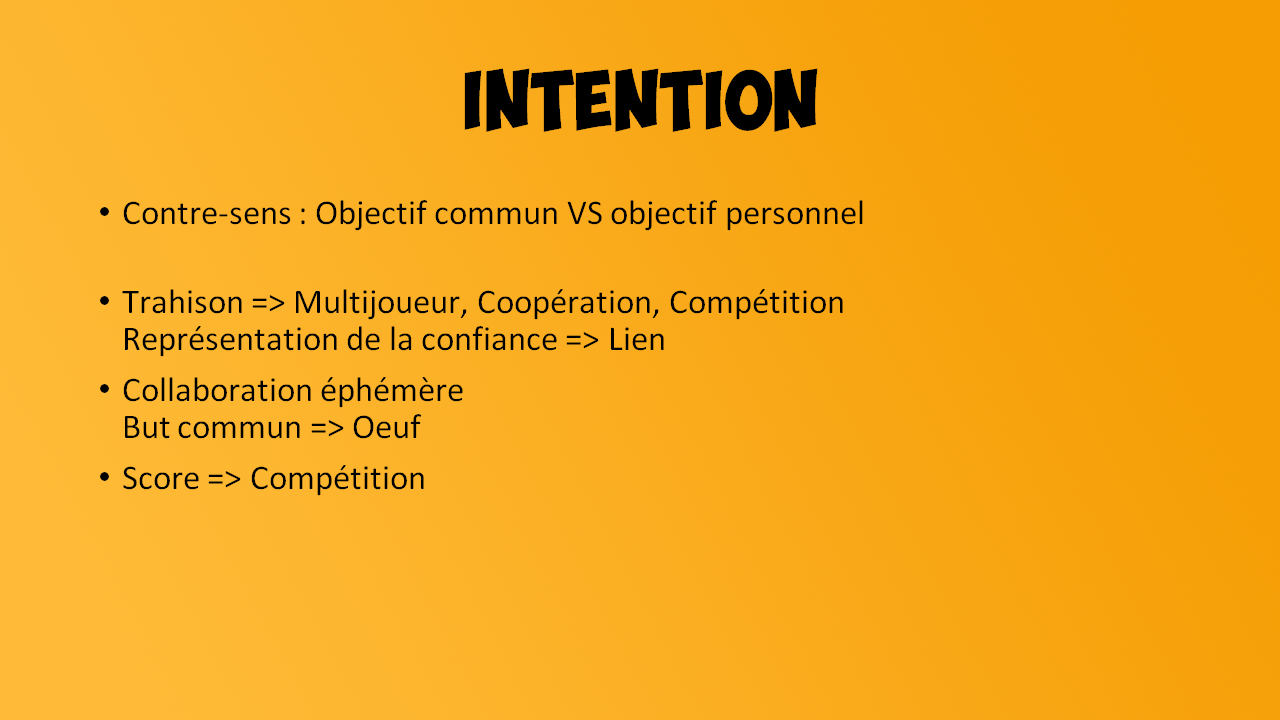 INTENTION
• Contre-sens : Objectif commun VS objectif personnel
• Trahison => Multijoueur, Coopération, Compétition
Représentation de la confiance => Lien
• Collaboration éphémère
But commun => Oeuf
• Score => Compétition